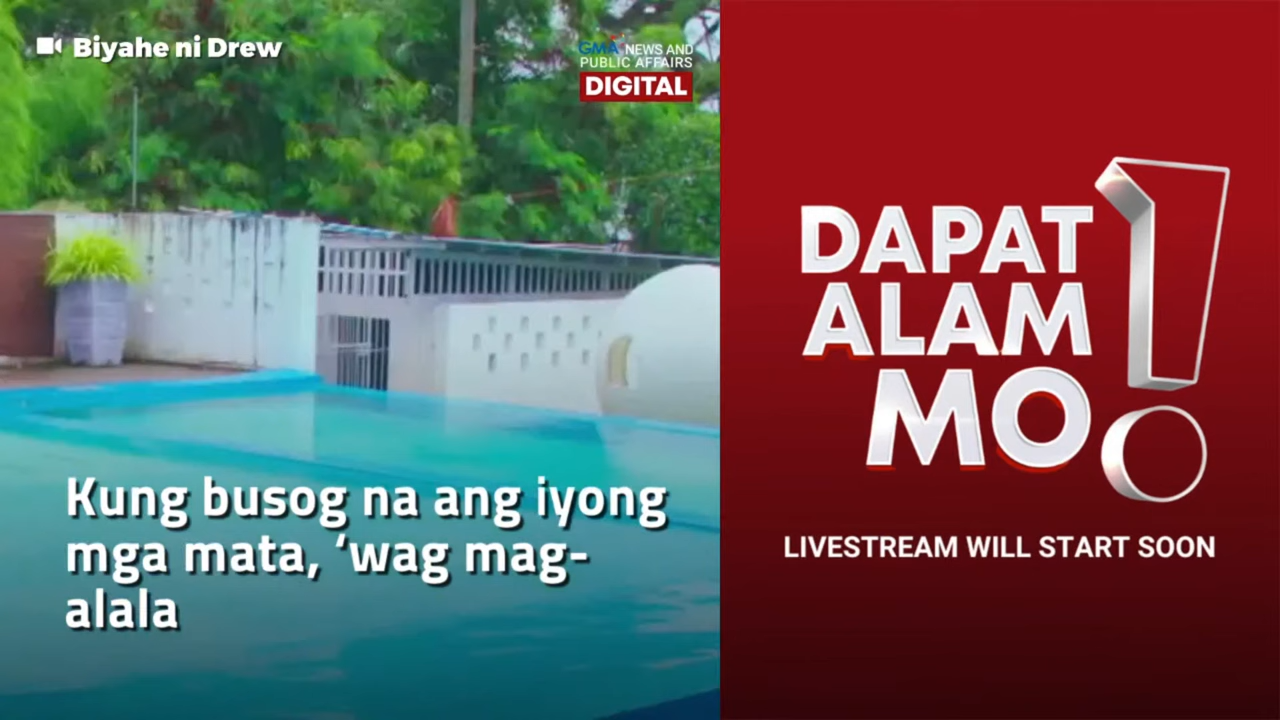 Biyahe ni Drew
GMA NEWS AND
PUBLIC AFFAIRS
DIGITAL
Kung busog na ang iyong
mga mata, ‘wag mag-
alala
DAPAT
ALAM
MO!
LIVESTREAM WILL START SOON